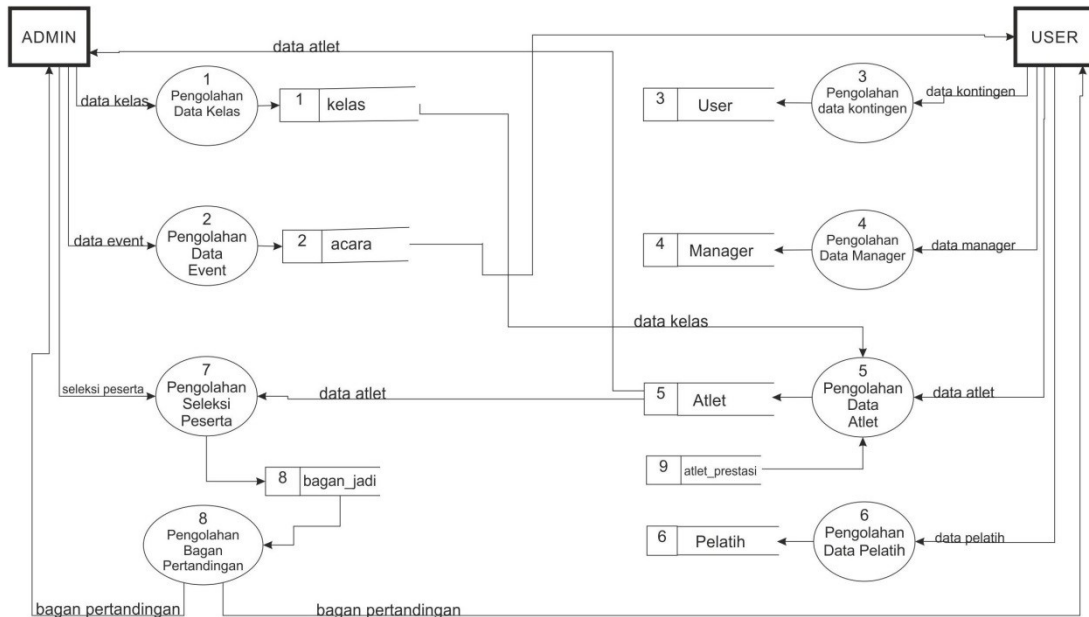 ADMIN
data atlet
USER
1
Pengolahan
Data Kelas
data kelas
1
kelas
3
User
3
Pengolahan
data kontingen
data kontingen
2
Pengolahan
Data
Event
data event
2
acara
4
Manager
4
Pengolahan
Data Manager
data manager
data kelas
7
Pengolahan
Seleksi
Peserta
seleksi peserta
data atlet
5
Atlet
5
Pengolahan
Data
Atlet
data atlet
9
atlet_prestasi
8
bagan_jadi
8
Pengolahan
Bagan
Pertandingan
6
Pelatih
6
Pengolahan
Data Pelatih
data pelatih
bagan pertandingan
bagan pertandingan